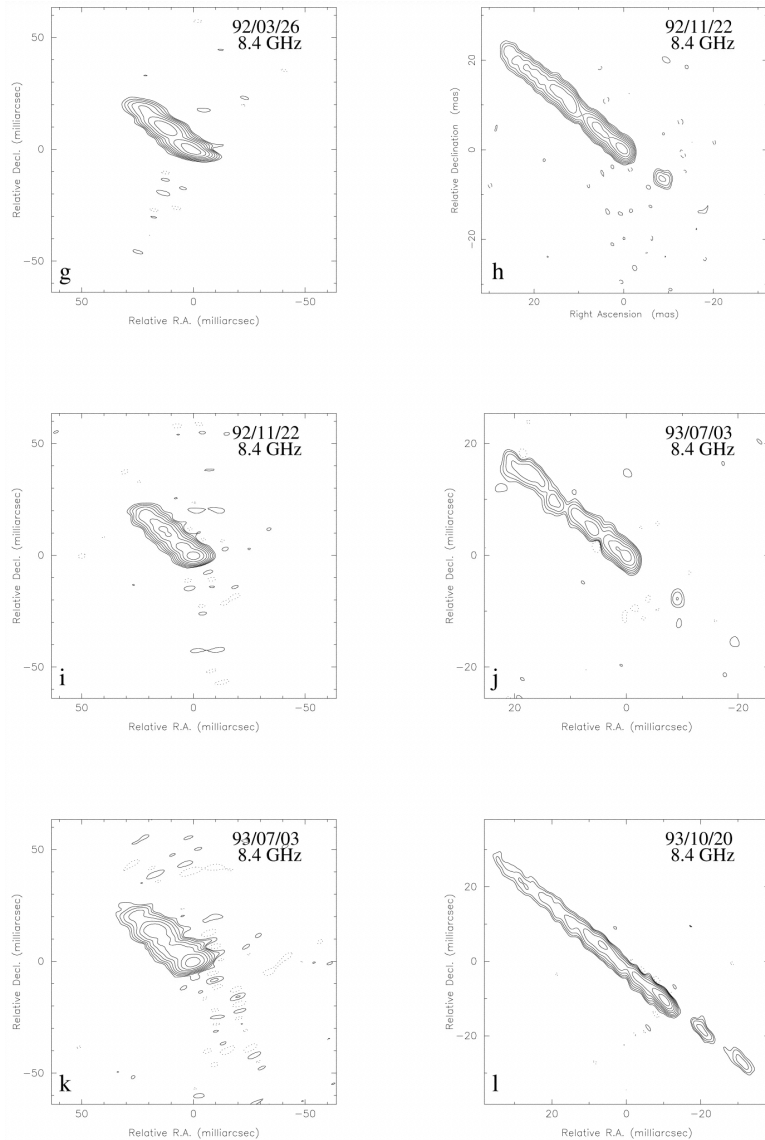 92/03/26
8.4 GHz
50
0
−50
Relative Decl. (milliarcsec)
g
50
0
−50
Relative R.A. (milliarcsec)
92/11/22
8.4 GHz
20
0
−20
Relative Declination (mas)
h
20
0
−20
Right Ascension (mas)
92/11/22
8.4 GHz
50
0
−50
Relative Decl. (milliarcsec)
i
50
0
−50
Relative R.A. (milliarcsec)
93/07/03
8.4 GHz
20
0
−20
Relative Decl. (milliarcsec)
j
20
0
−20
Relative R.A. (milliarcsec)
93/07/03
8.4 GHz
50
0
−50
Relative Decl. (milliarcsec)
k
50
0
−50
Relative R.A. (milliarcsec)
93/10/20
8.4 GHz
20
0
−20
Relative Decl. (milliarcsec)
l
20
0
−20
Relative R.A. (milliarcsec)